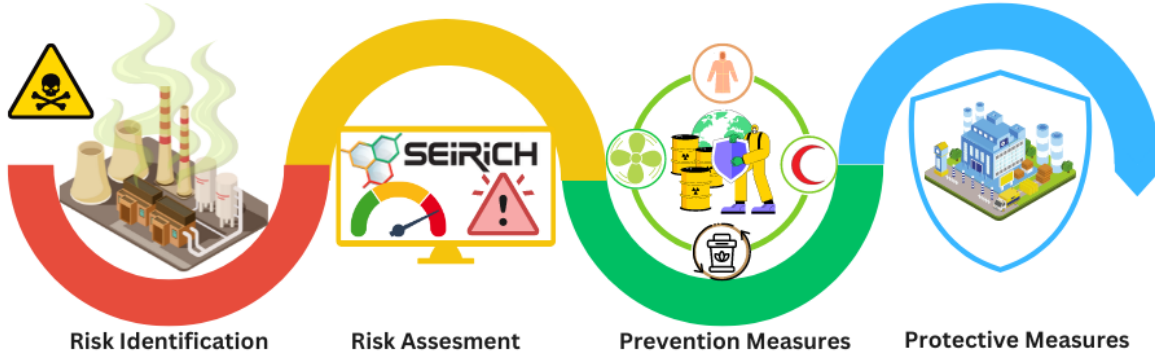 SEiRiCH
Risk Identification
Risk Assesment
Prevention Measures
Protective Measures